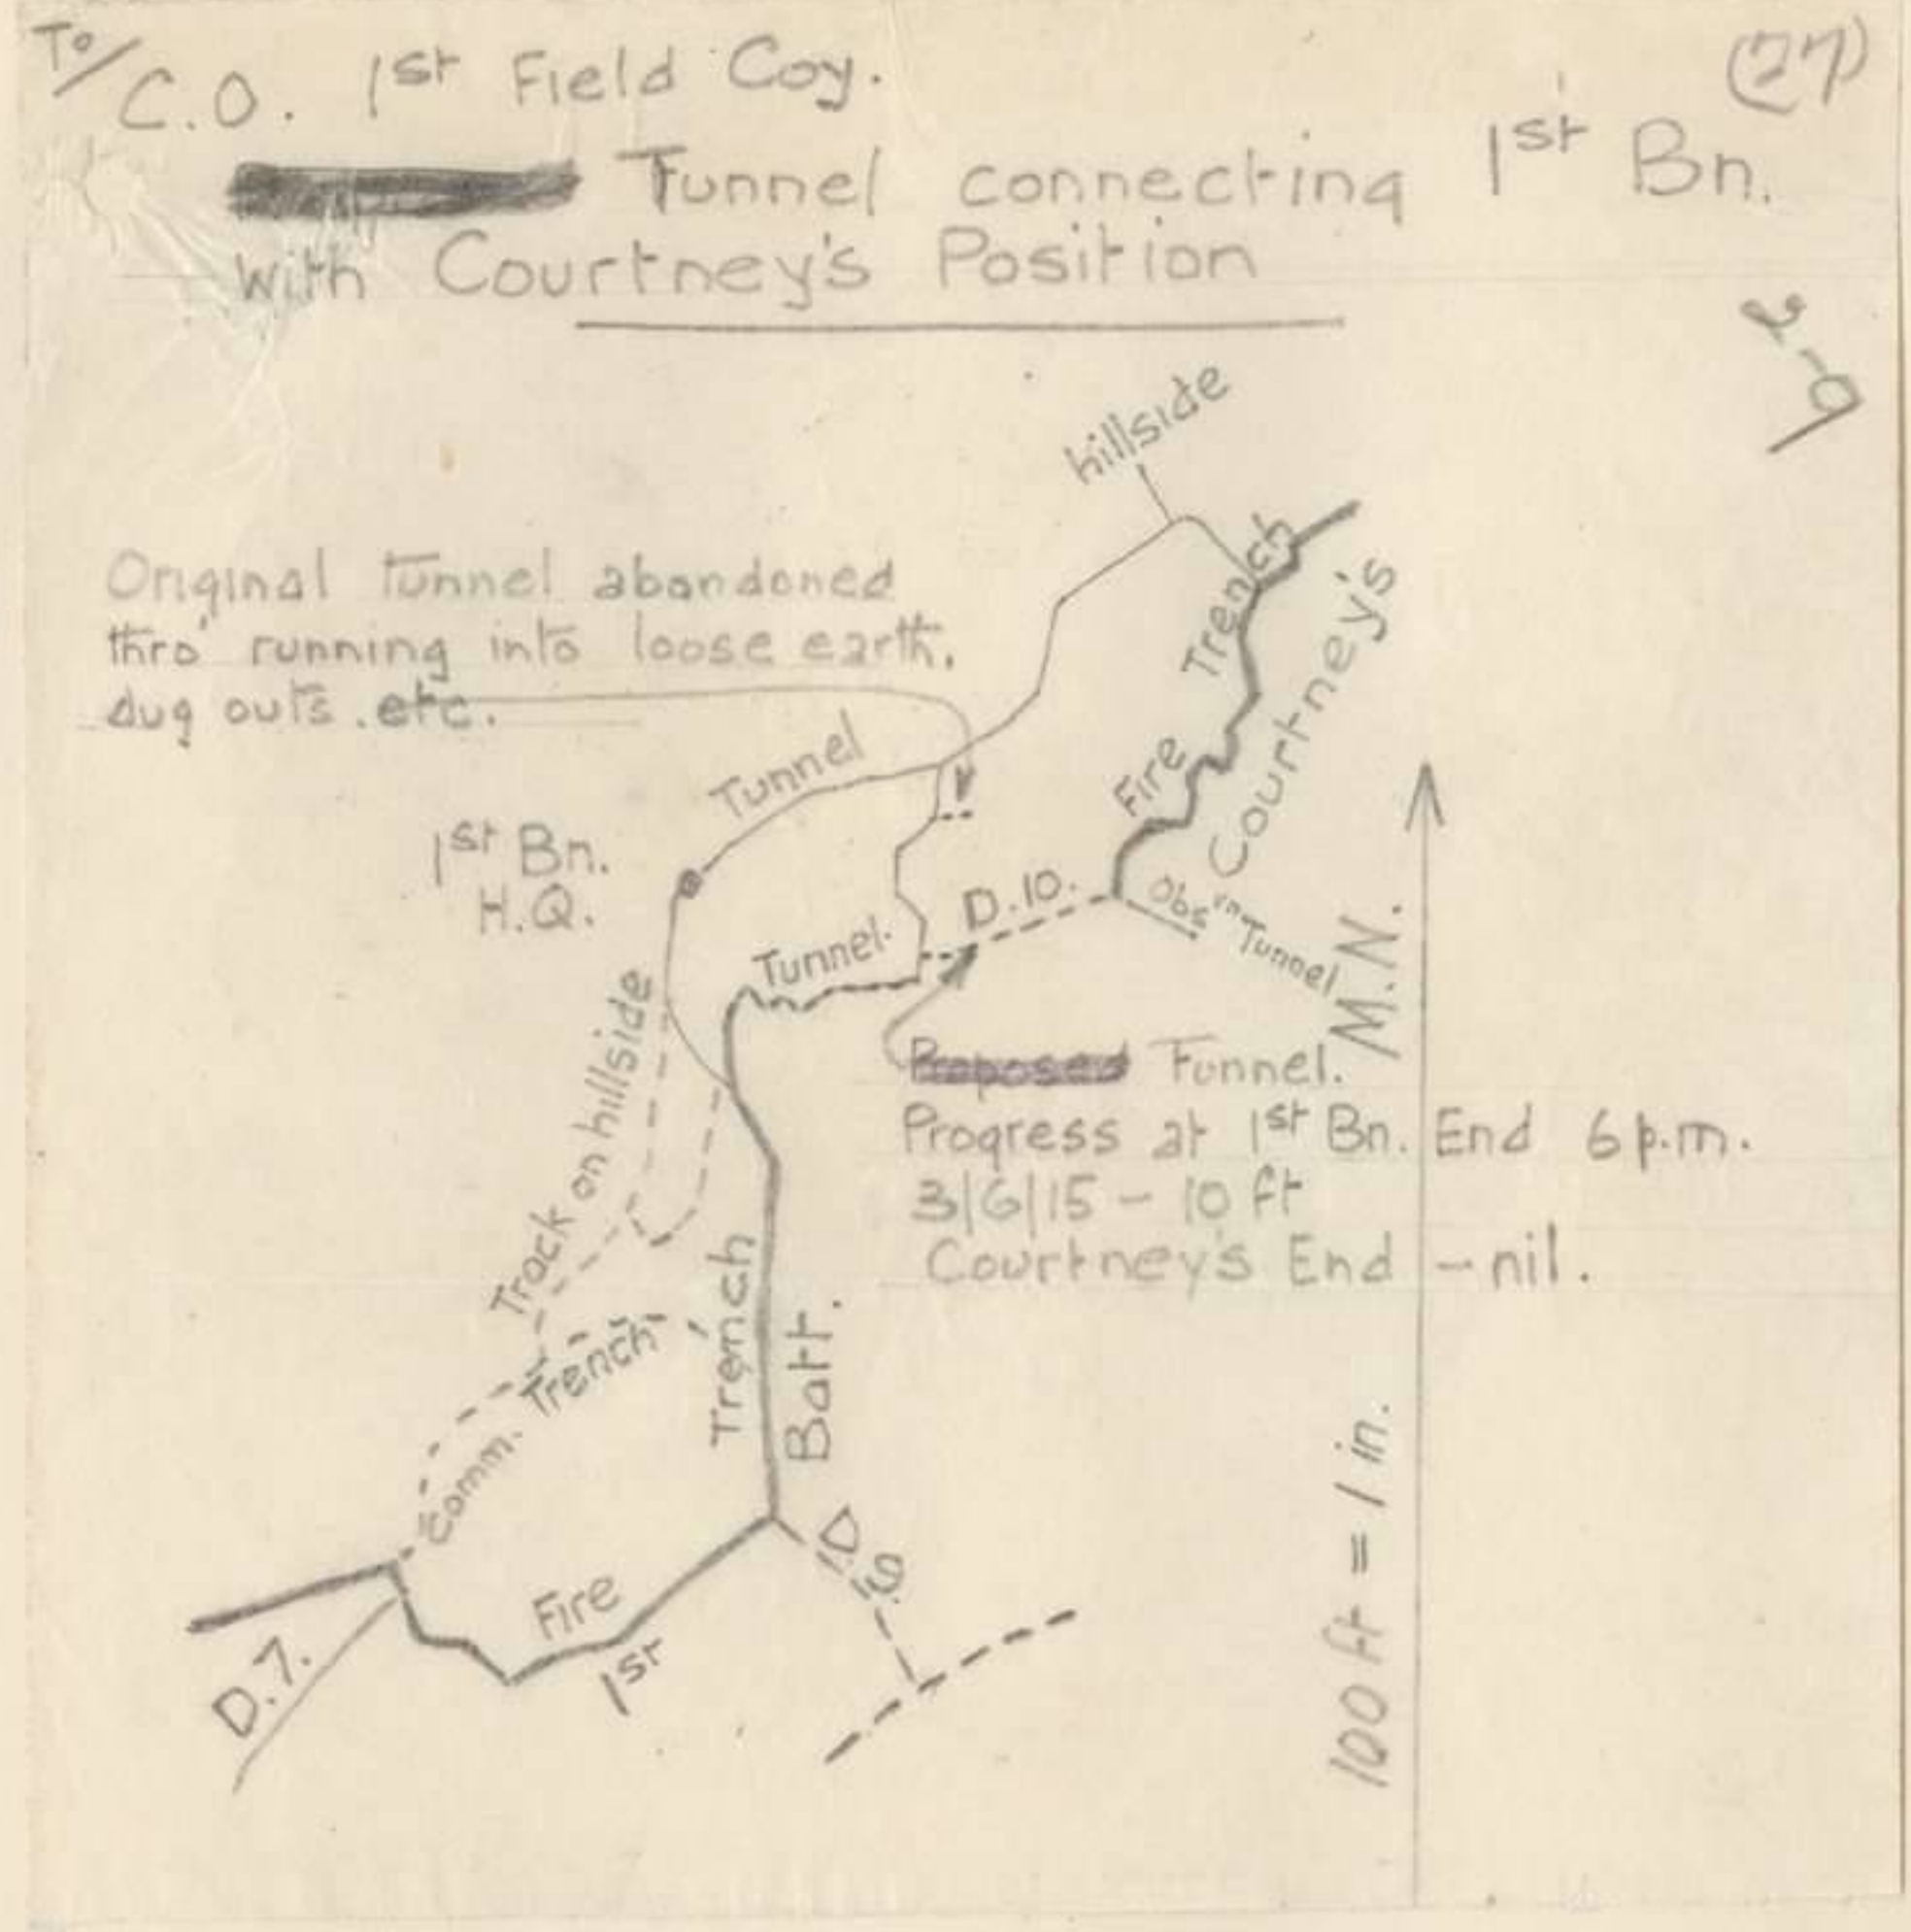 To/ C.O. 1st Field Coy.
(27)
Tunnel connecting 1st Bn.
with Courtney's Position
hillside
Original Tunnel abandoned
thro' running into loose earth,
dug outs. etc.
Fire Trench
Courtney's
Tunnel
1st Bn.
H.Q.
D.10.
Obsvn Tunnel
Tunnel.
M.N.
Track on hillside
Proposed Tunnel.
Progress at 1st Bn. End 6 p.m.
3/6/15 - 10 ft
Courtney's End - nil.
Comm. Trench
Fire Trench
1st Batt.
D.9.
D.7.
100 ft = 1 in.